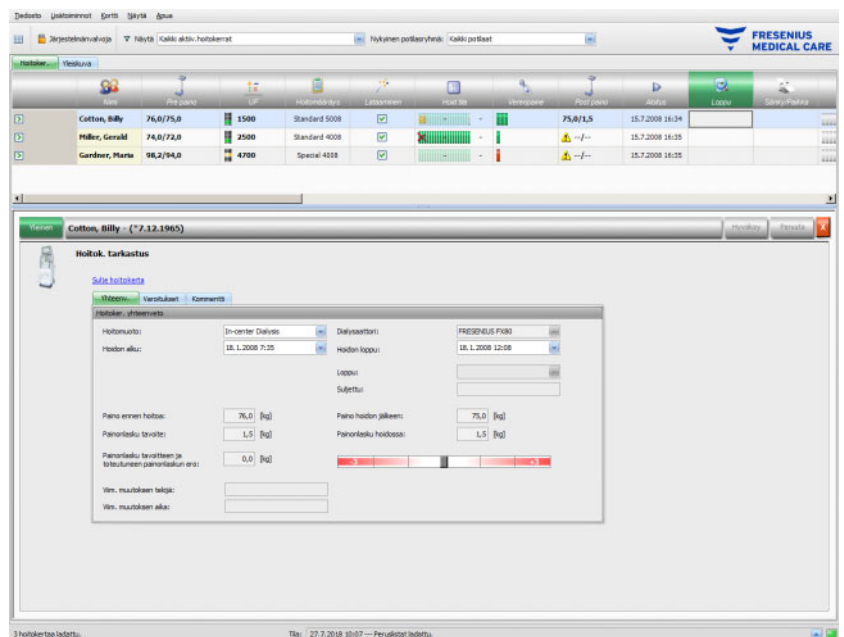 Tiedosto Lisätoiminnot Kortti Näytä Apua
Järjestelmänvalvoja Näytä Kaikki aktiiv.hoitokerrat Nykyinen potilasryhmä: Kaikki potilaat
FRESENIUS
MEDICAL CARE
Hoitoker. Yleiskuva
Nimi Pre paino UF Hoitomääritys Lataaminen Hoid.tila Verenpaine Post paino Aloitus Loppu Sänky/Paikka
Cotton, Billy 76,0/75,0 1500 Standard 5008 - - 75,0/1,5 15.7.2008 16:34
Miller, Gerald 74,0/72,0 2500 Standard 4008 - --/-- 15.7.2008 16:35
Gardner, Maria 98,2/94,0 4700 Special 4008 - - --/-- 15.7.2008 16:35
Yleinen Cotton, Billy - (*7.12.1965) Hyväksy Peruuta X
Hoitok. tarkastus
Sulje hoitokerta
Yhteenv. Varoitukset Kommentti
Hoitoker. yhteenveto
Hoitomuoto: In-center Dialysis Dialysaattori: FRESENIUS FX80
Hoidon alku: 18.1.2008 7:35 Hoidon loppu: 18.1.2008 12:08
Loppu:
Suljettu:
Paino ennen hoitoa: 76,0 [kg] Paino hoidon jälkeen: 75,0 [kg]
Painonlasku tavoite: 1,5 [kg] Painonlasku hoidossa: 1,5 [kg]
Painonlasku tavoitteen ja
toteutuneen painonlaskun ero: 0,0 [kg]
Viim. muutoksen tekijä:
Viim. muutoksen aika:
3 hoitokertaa ladattu. Tila: 27.7.2018 10:07 --- Peruslistat ladattu.